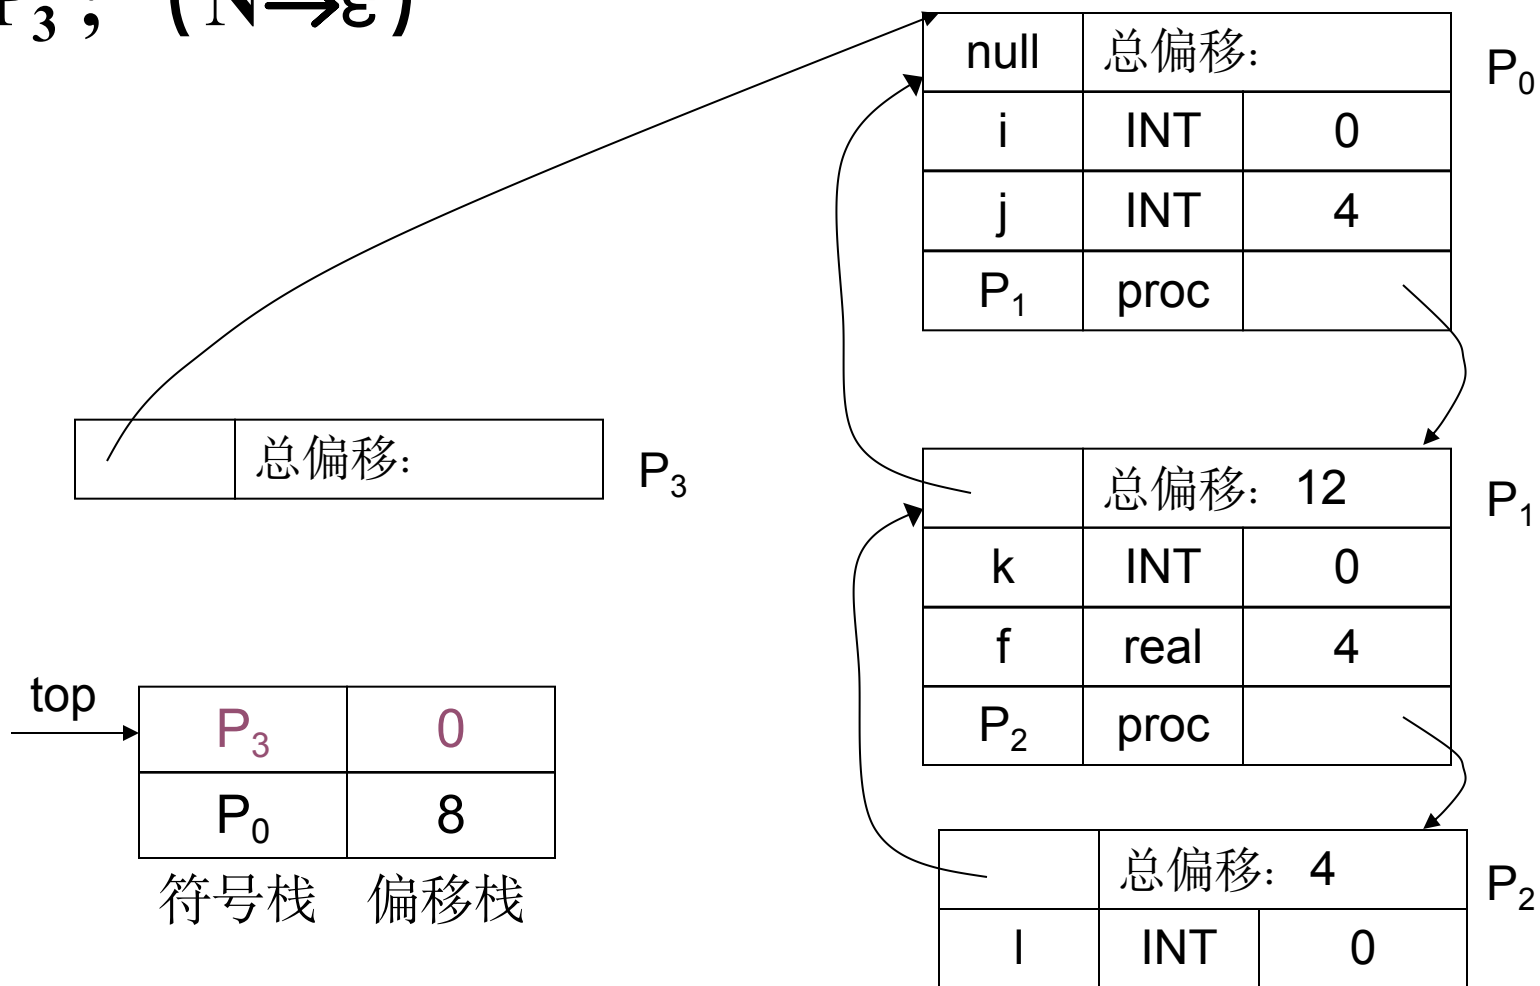 P₃； （N→ε）
null 总偏移： P₀
i INT 0
j INT 4
P₁ proc
总偏移： P₃
总偏移： 12 P₁
k INT 0
f real 4
P₂ proc
top
P₃ 0
P₀ 8
符号栈 偏移栈
总偏移： 4 P₂
l INT 0